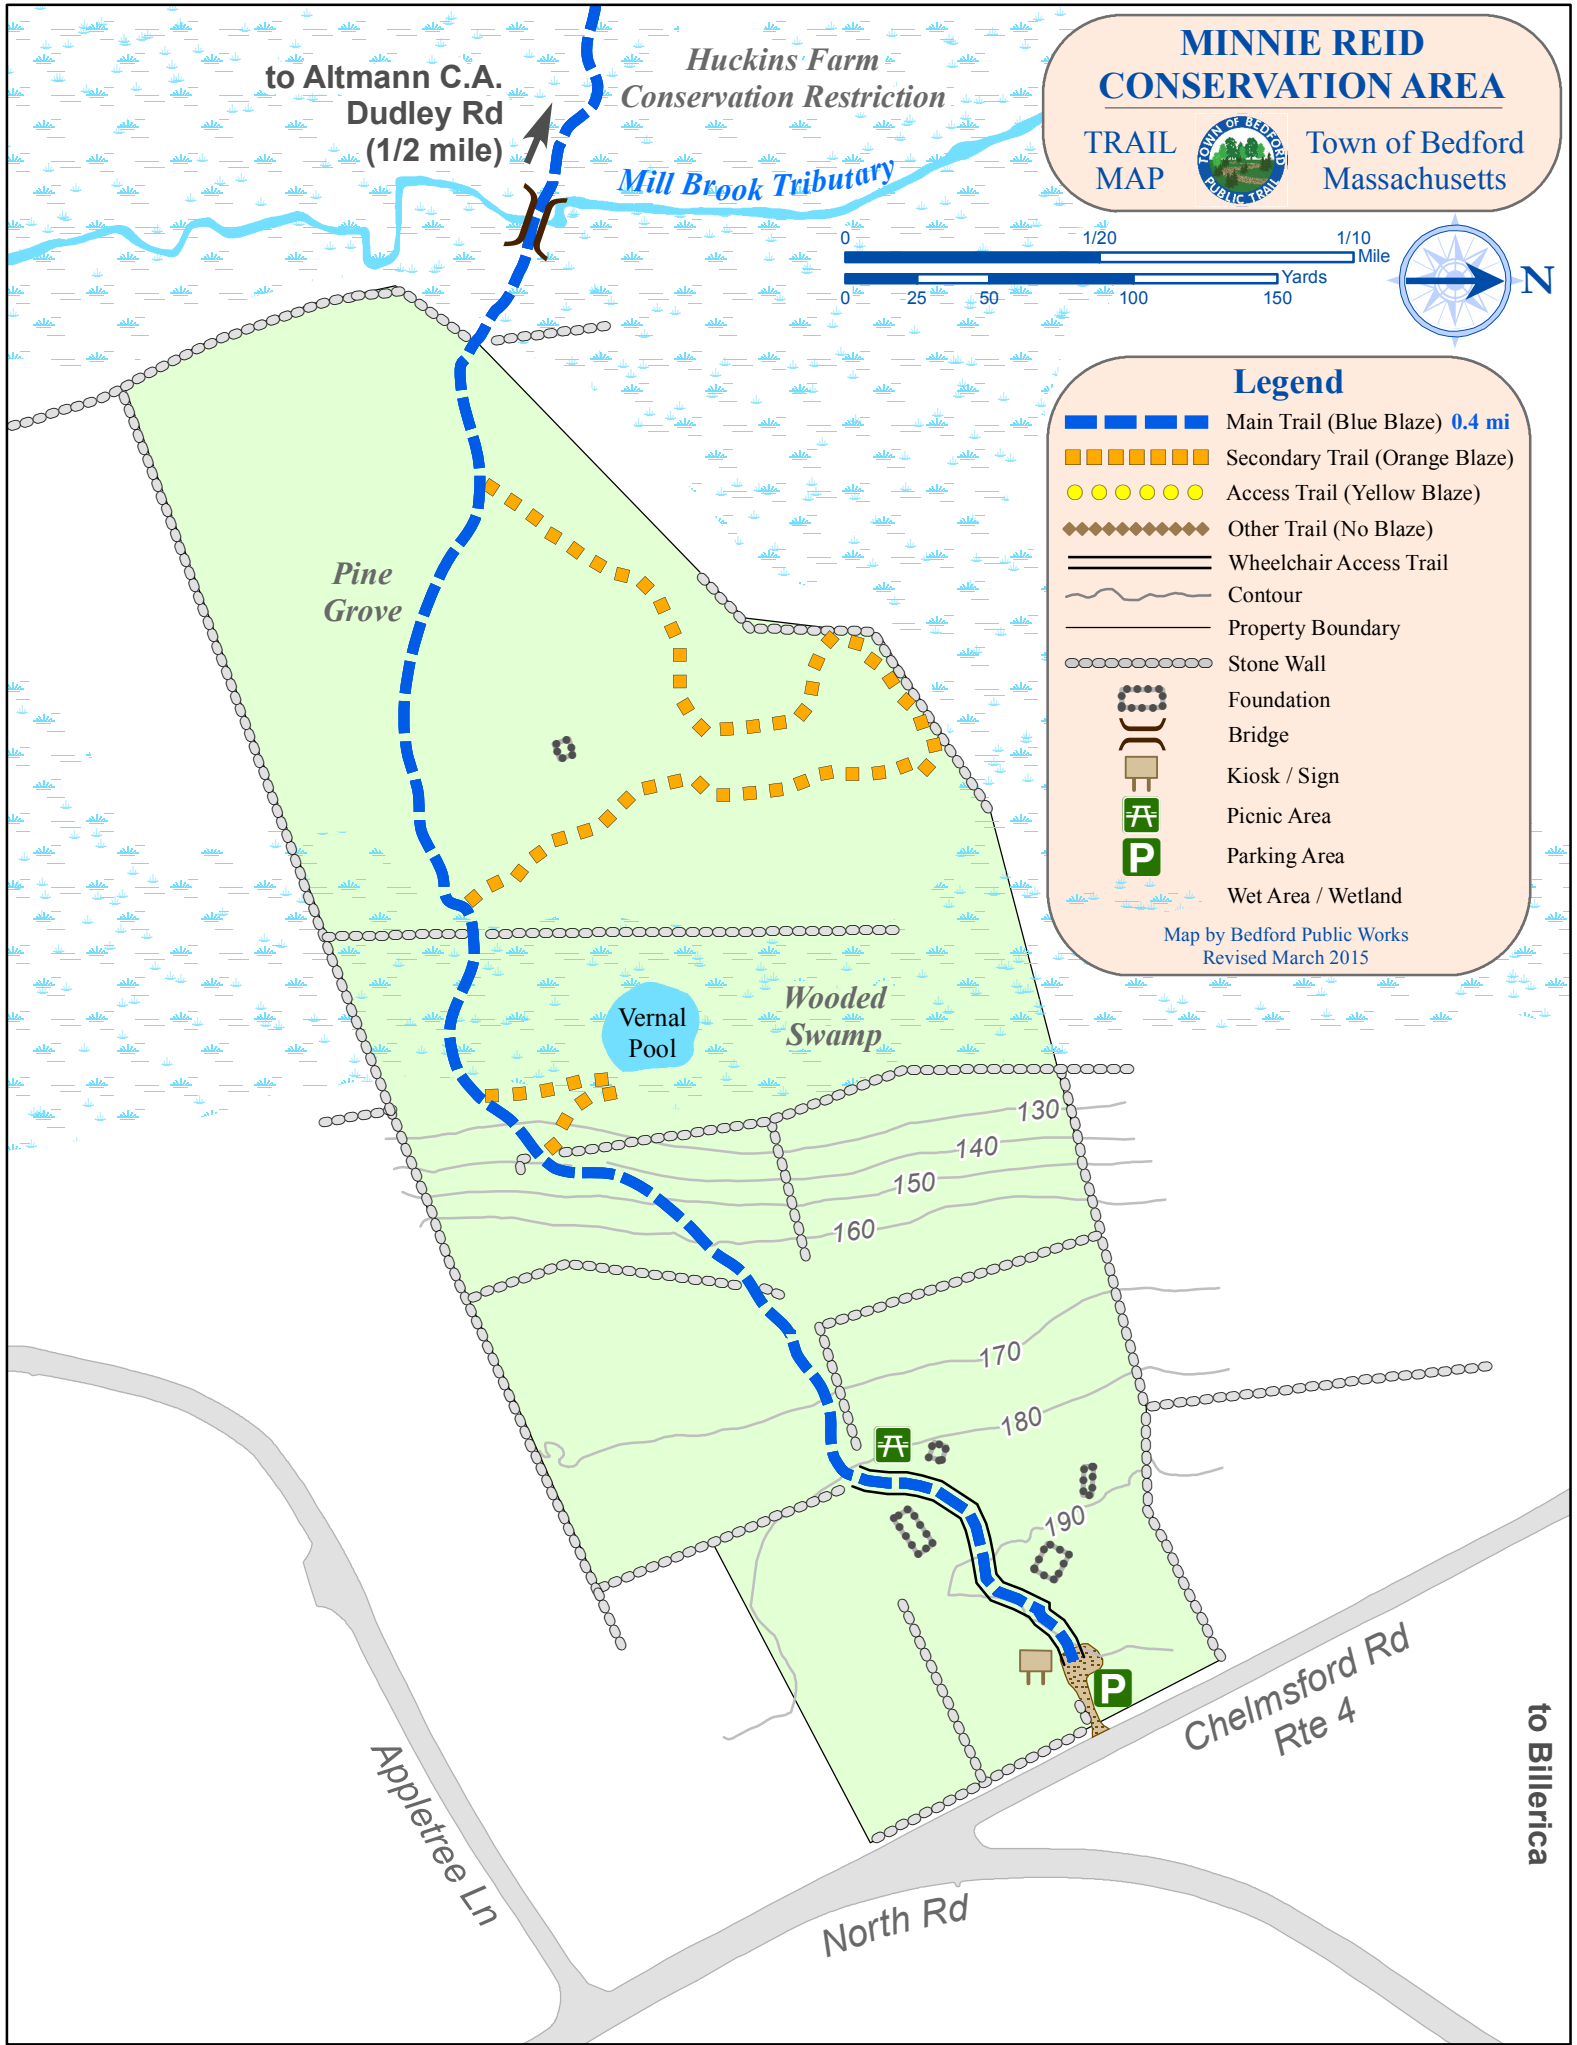 MINNIE REID
CONSERVATION AREA
TRAIL
MAP
TOWN OF BEDFORD
PUBLIC TRAIL
Town of Bedford
Massachusetts
to Altmann C.A.
Dudley Rd
(1/2 mile)
Huckins Farm
Conservation Restriction
Mill Brook Tributary
0 1/20 1/10
Mile
Yards
0 25 50 100 150
N
Legend
Main Trail (Blue Blaze) 0.4 mi
Secondary Trail (Orange Blaze)
Access Trail (Yellow Blaze)
Other Trail (No Blaze)
Wheelchair Access Trail
Contour
Property Boundary
Stone Wall
Foundation
Bridge
Kiosk / Sign
Picnic Area
P
Parking Area
Wet Area / Wetland
Map by Bedford Public Works
Revised March 2015
Pine
Grove
Vernal
Pool
Wooded
Swamp
130
140
150
160
170
180
190
P
Chelmsford Rd
Rte 4
to Billerica
Appletree Ln
North Rd